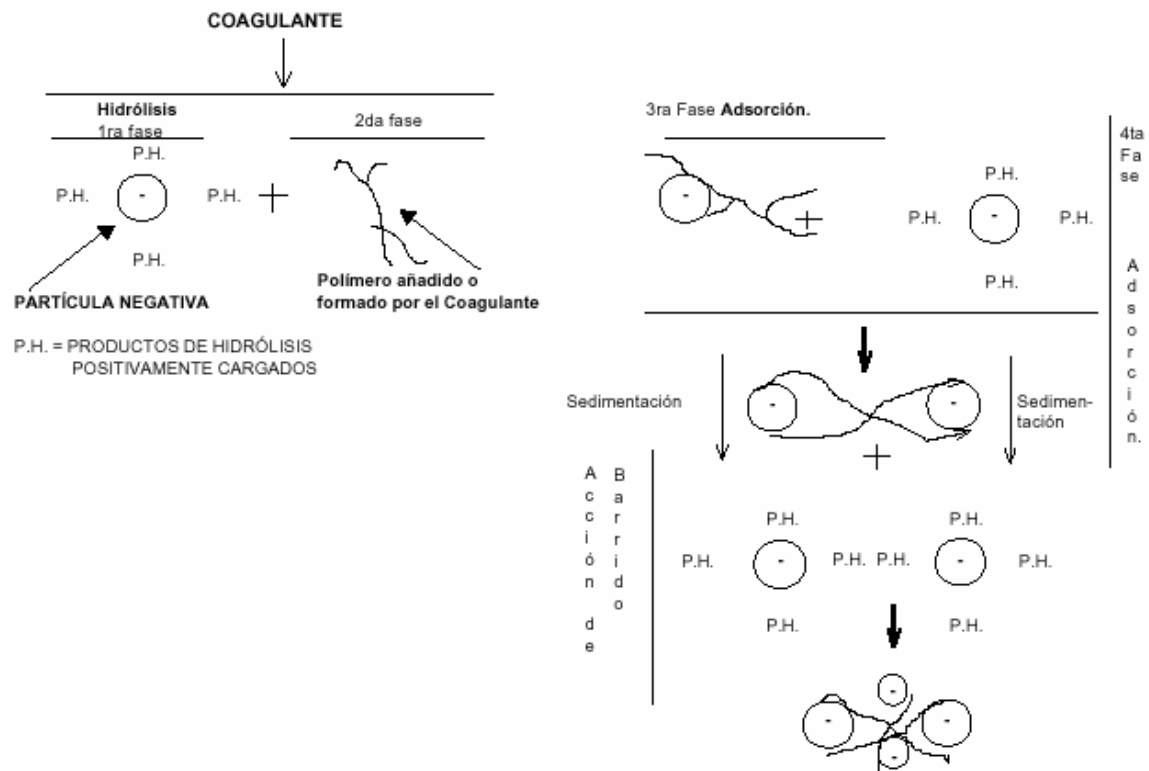 COAGULANTE
Hidrólisis
1ra fase
2da fase
P.H.
P.H. - P.H. +
P.H.
PARTÍCULA NEGATIVA
Polímero añadido o
formado por el Coagulante
P.H. = PRODUCTOS DE HIDRÓLISIS
POSITIVAMENTE CARGADOS
3ra Fase Adsorción.
- +
P.H.
P.H. - P.H.
P.H.
4ta
Fa
se
A
d
s
o
r
c
i
ó
n.
Sedimentación
- -
+
Sedimen-
tación
A
c
c
i
ó
n
d
e
B
a
r
r
i
d
o
P.H. P.H.
P.H. - P.H. P.H. - P.H.
P.H. P.H.
-
- -
-